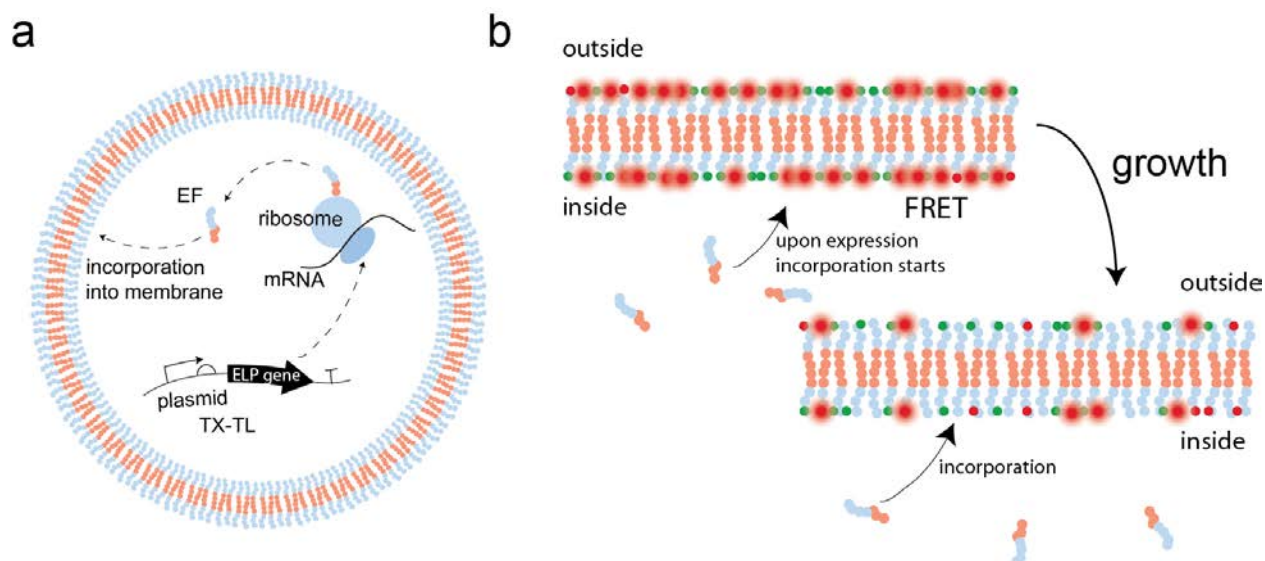 a
EF
ribosome
incorporation
into membrane
mRNA
ELP gene
plasmid
TX-TL
T
b
outside
inside
FRET
growth
upon expression
incorporation starts
outside
inside
incorporation